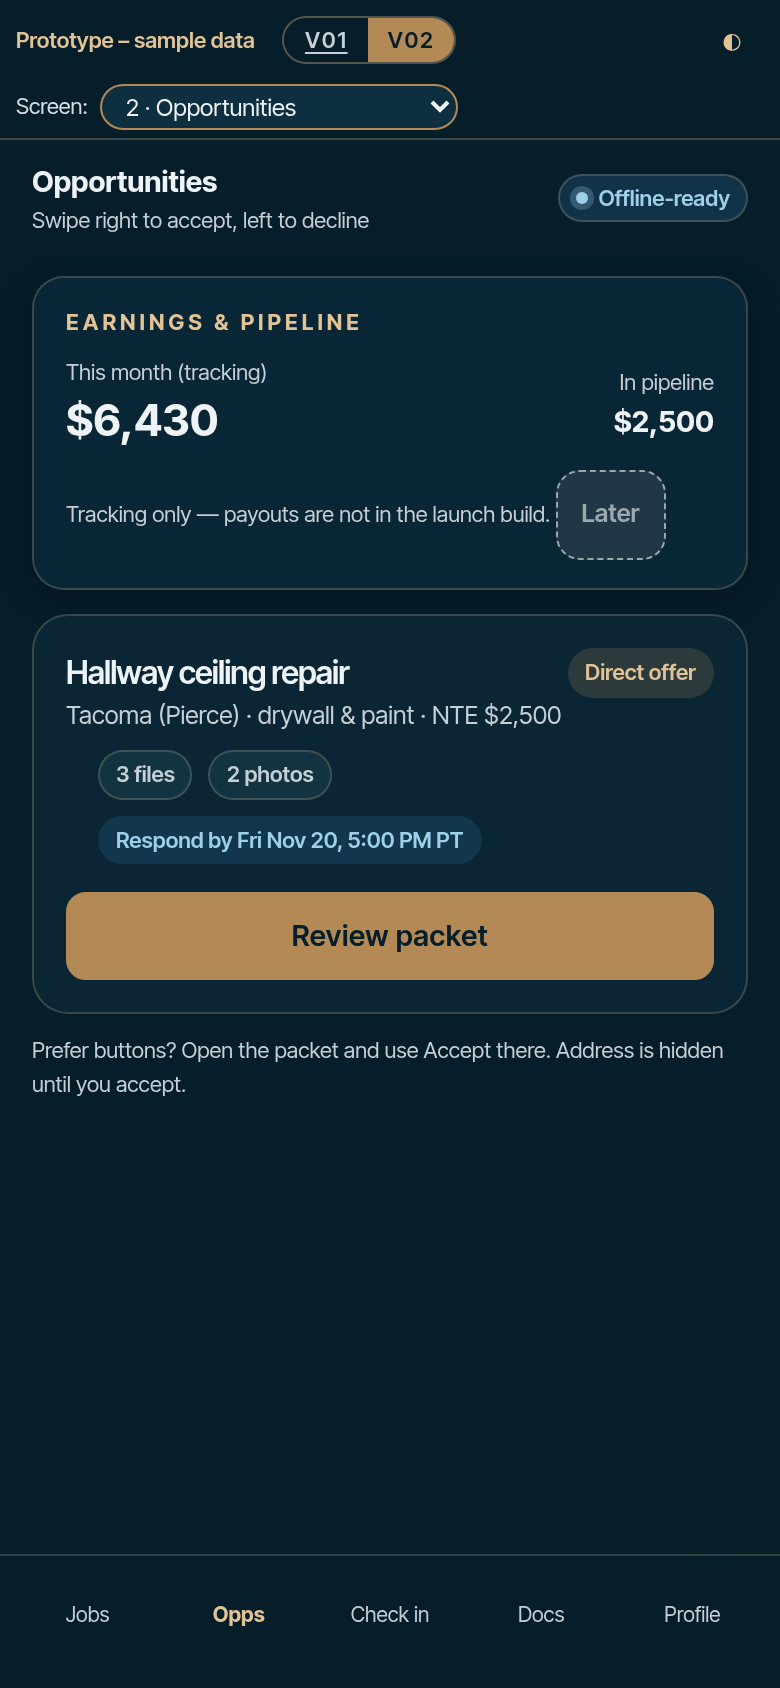 Prototype – sample data
V01
V02
Screen:
2 · Opportunities
Opportunities
Swipe right to accept, left to decline
Offline-ready
EARNINGS & PIPELINE
This month (tracking)
In pipeline
$6,430
$2,500
Tracking only — payouts are not in the launch build.
Later
Hallway ceiling repair
Direct offer
Tacoma (Pierce) · drywall & paint · NTE $2,500
3 files
2 photos
Respond by Fri Nov 20, 5:00 PM PT
Review packet
Prefer buttons? Open the packet and use Accept there. Address is hidden
until you accept.
Jobs
Opps
Check in
Docs
Profile